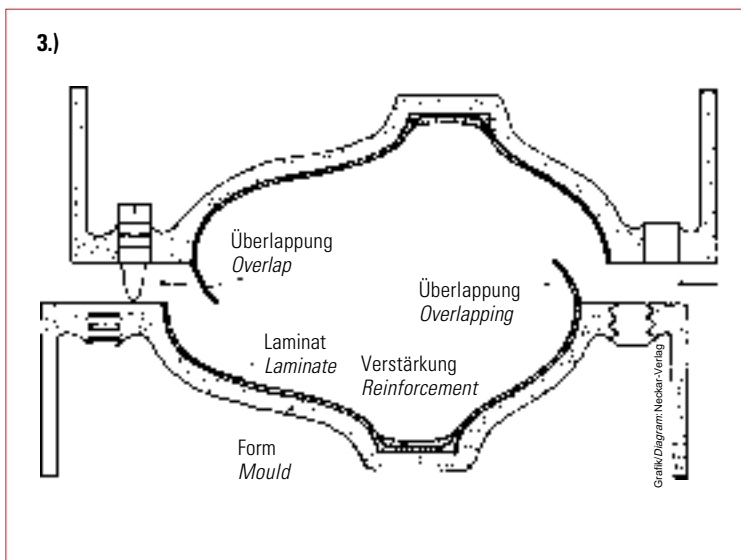 3.)
Überlappung
Overlap
Überlappung
Overlapping
Laminat
Laminate
Verstärkung
Reinforcement
Form
Mould
Grafik/Diagram:Neckar-Verlag